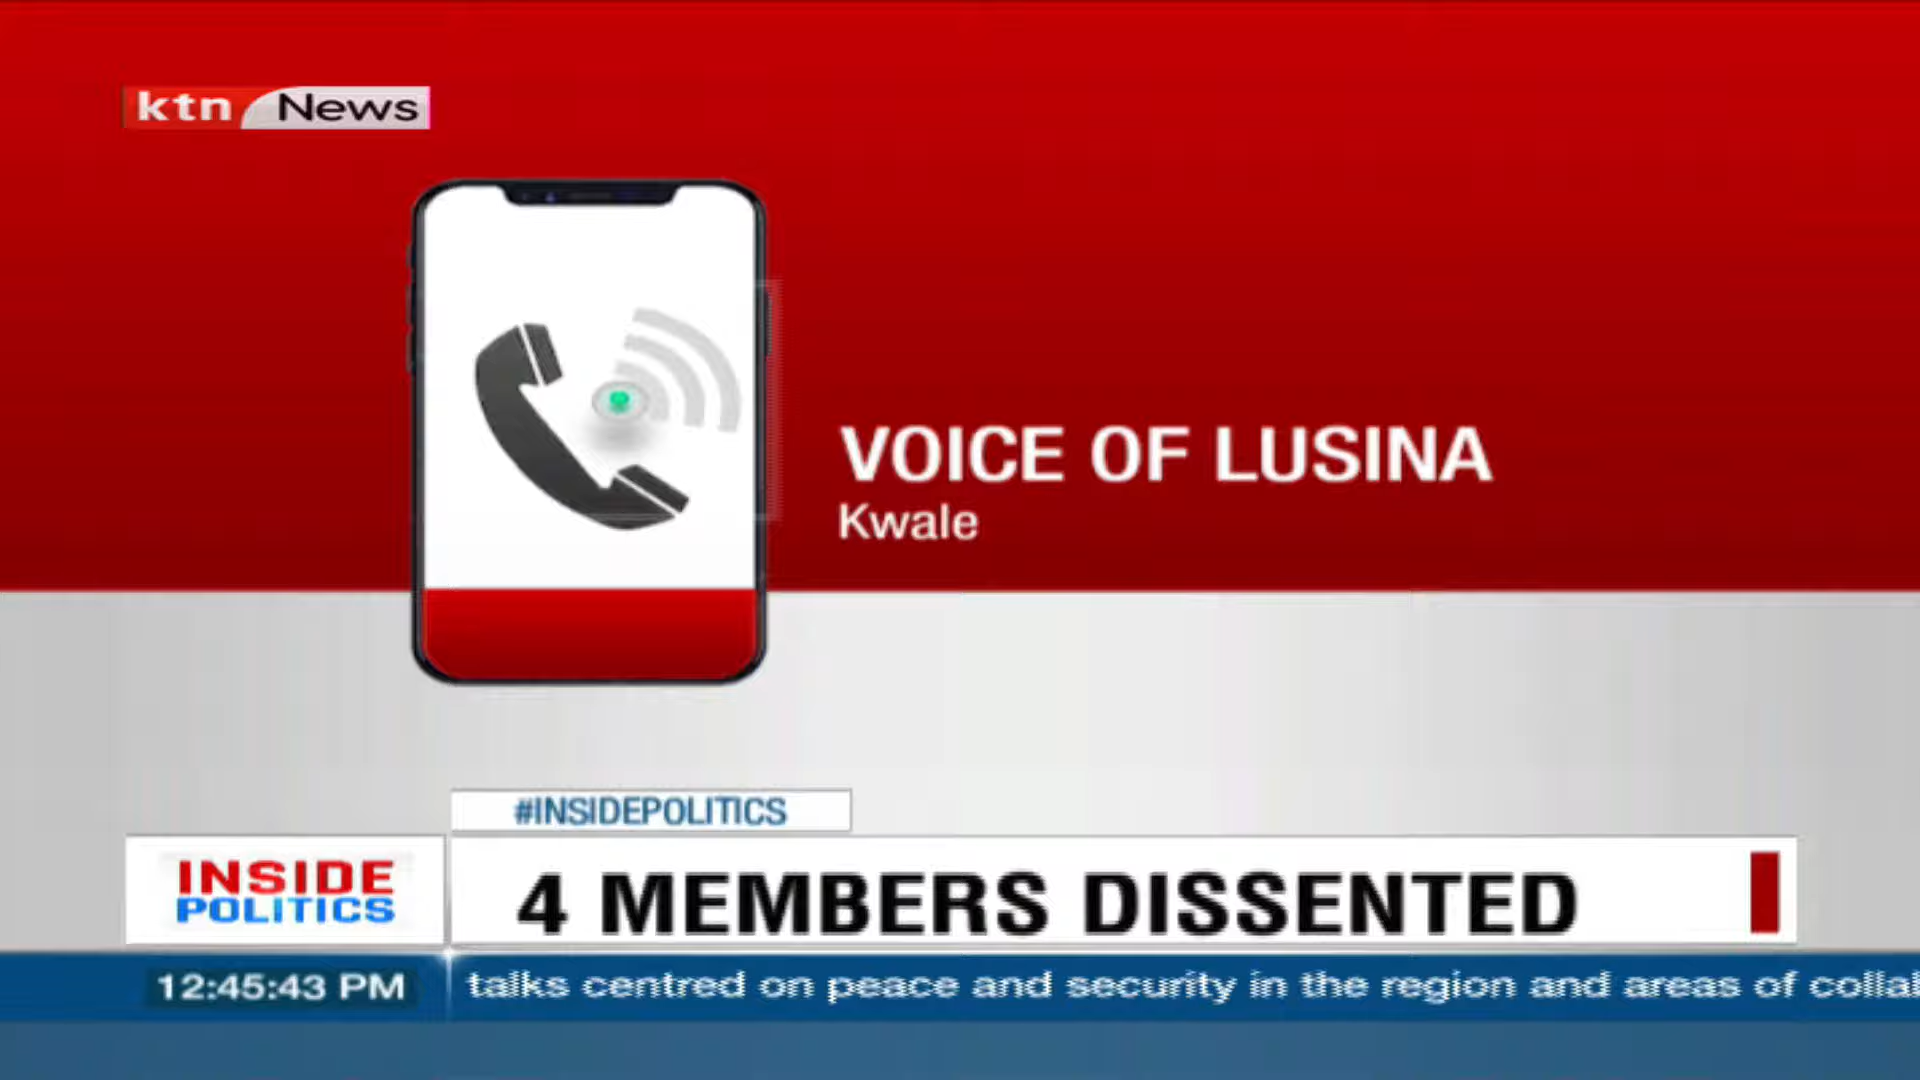 ktn News
VOICE OF LUSINA
Kwale
#INSIDEPOLITICS
INSIDE
POLITICS
4 MEMBERS DISSENTED
12:45:43 PM
talks centred on peace and security in the region and areas of collab